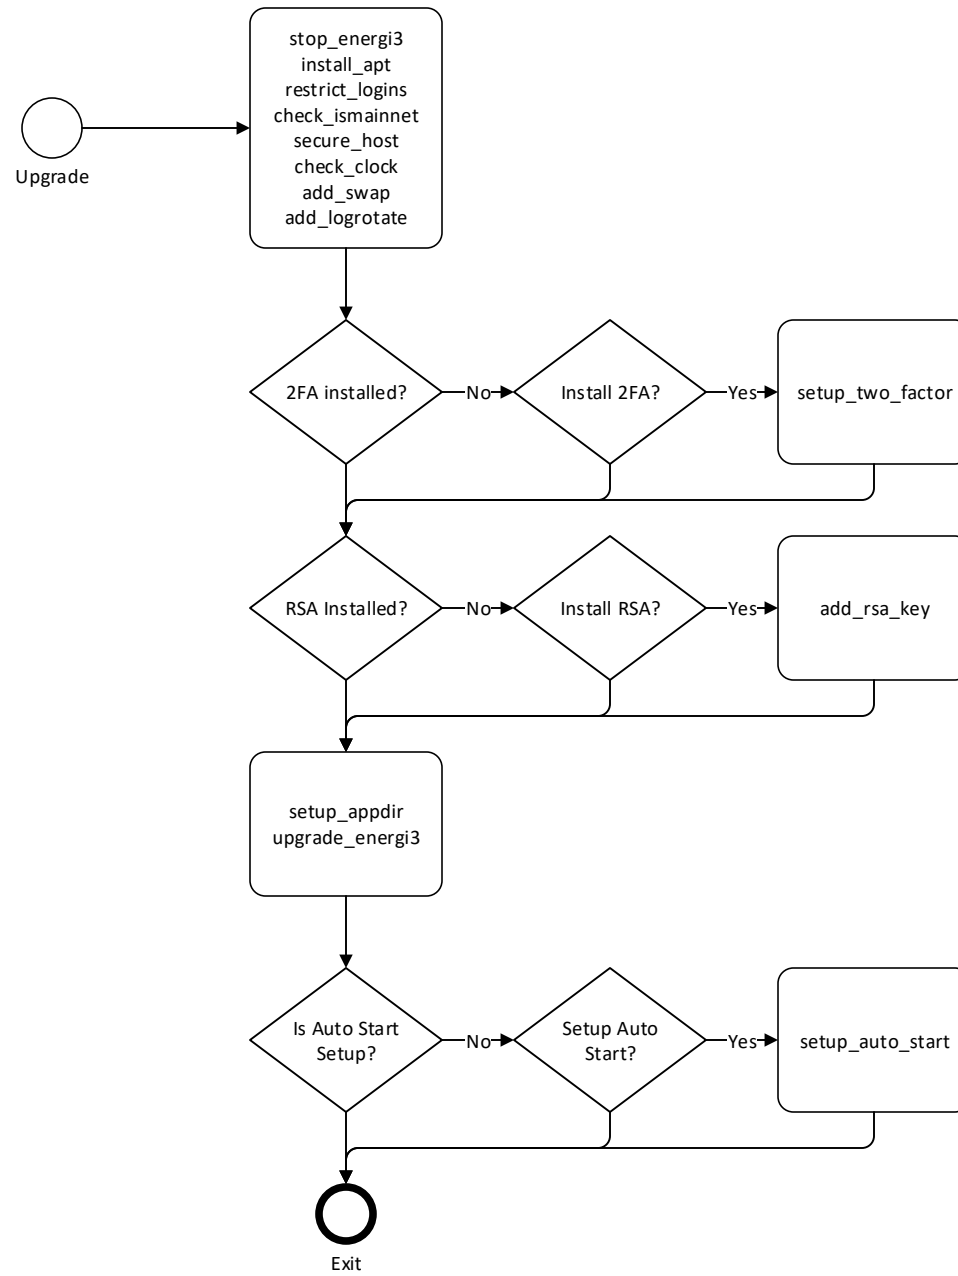 stop_energi3
install_apt
restrict_logins
check_ismainnet
secure_host
check_clock
add_swap
add_logrotate
Upgrade
2FA installed?
No
Install 2FA?
Yes
setup_two_factor
RSA Installed?
No
Install RSA?
Yes
add_rsa_key
setup_appdir
upgrade_energi3
Is Auto Start
Setup?
No
Setup Auto
Start?
Yes
setup_auto_start
Exit